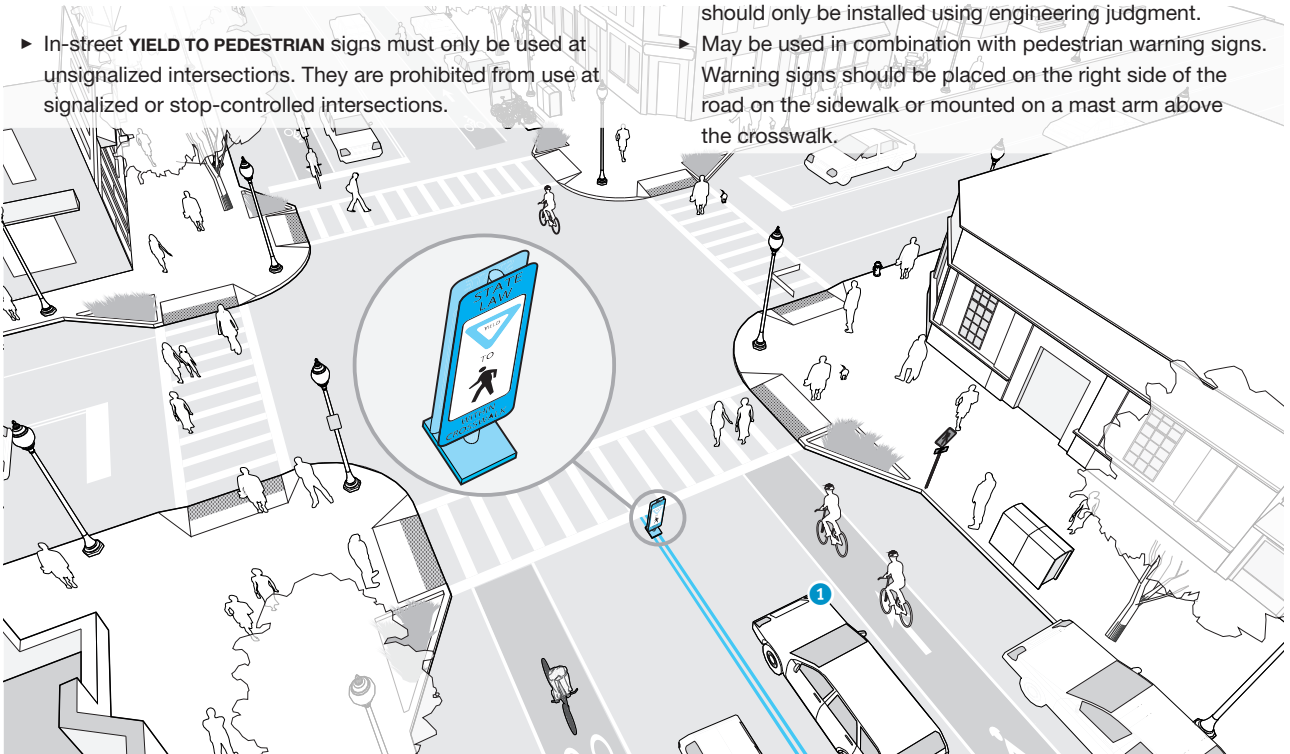 ► In-street YIELD TO PEDESTRIAN signs must only be used at
unsignalized intersections. They are prohibited from use at
signalized or stop-controlled intersections.
should only be installed using engineering judgment.
► May be used in combination with pedestrian warning signs.
Warning signs should be placed on the right side of the
road on the sidewalk or mounted on a mast arm above
the crosswalk.
STATE
LAW
YIELD
TO
WITHIN
CROSSWALK
1